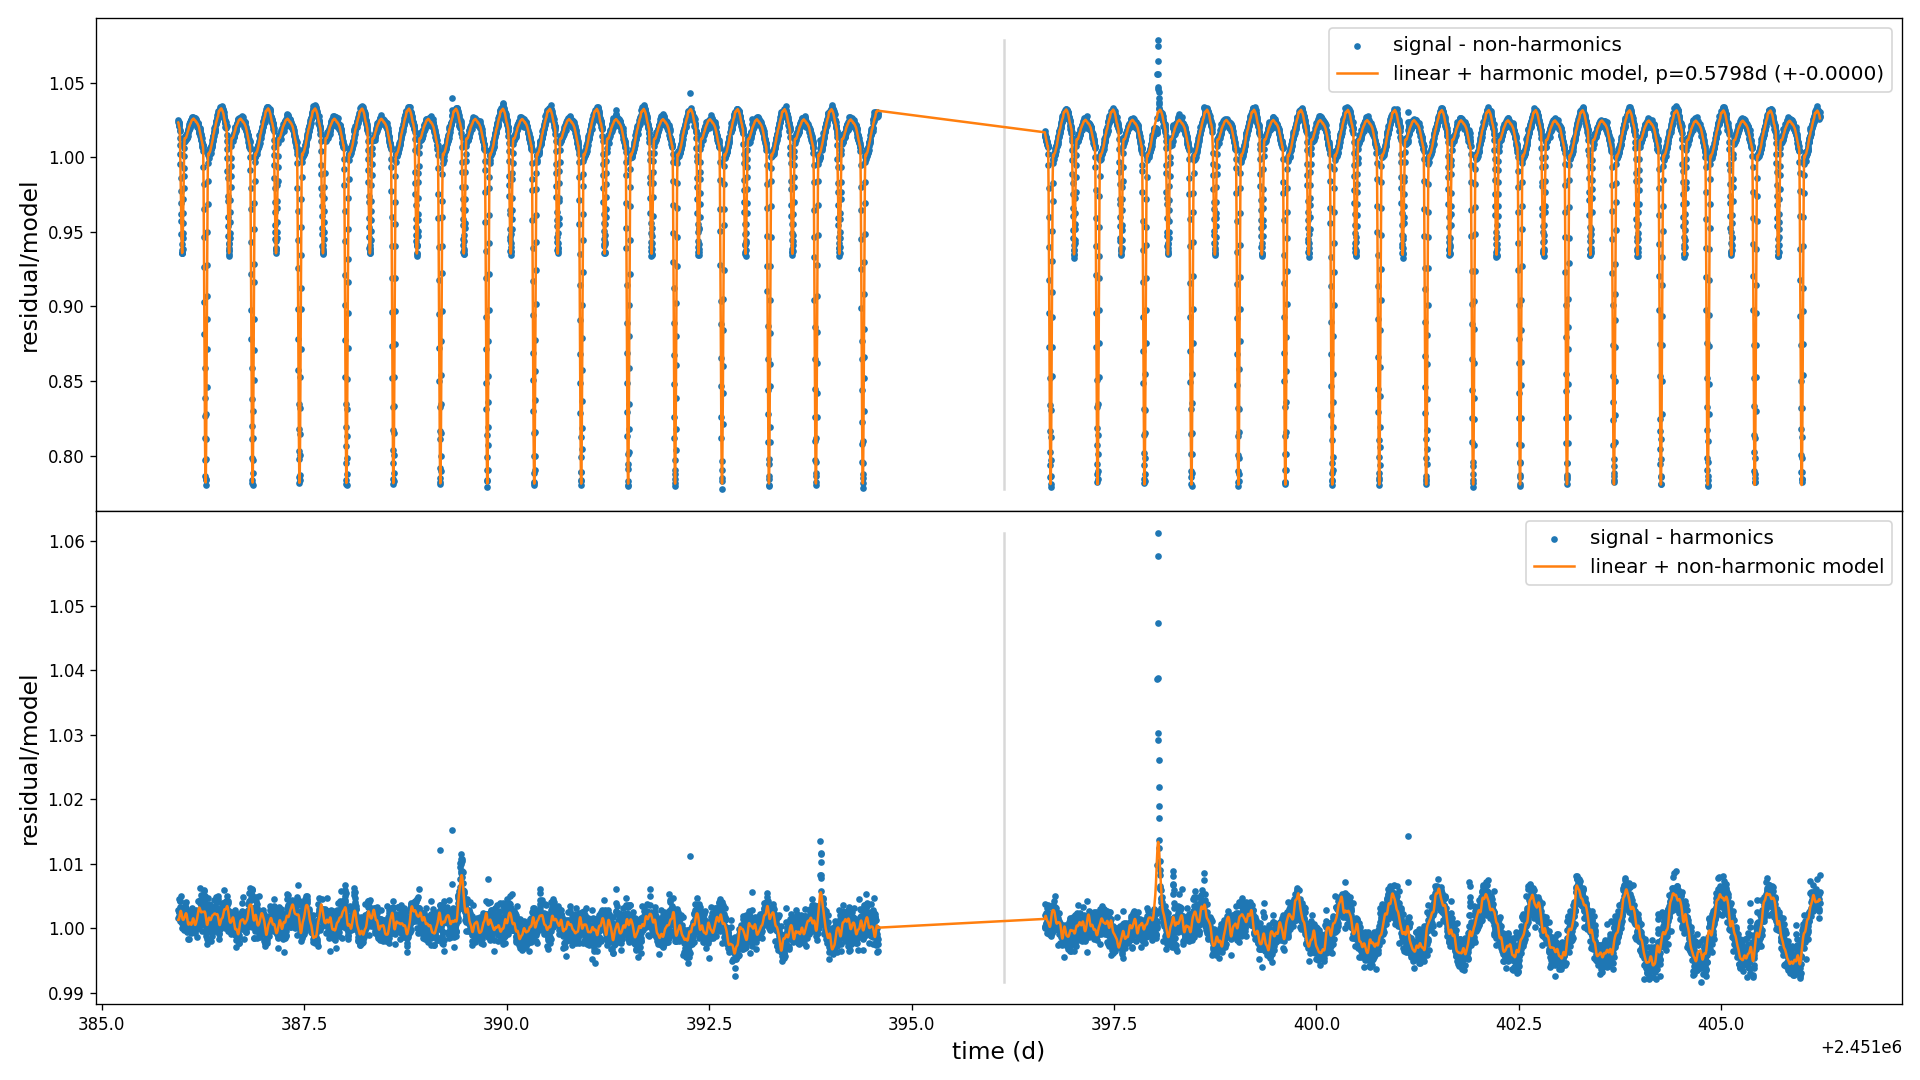 signal - non-harmonics
linear + harmonic model, p=0.5798d (+-0.0000)
1.05
1.00
0.95
0.90
0.85
0.80
residual/model
signal - harmonics
linear + non-harmonic model
1.06
1.05
1.04
1.03
1.02
1.01
1.00
0.99
residual/model
385.0 387.5 390.0 392.5 395.0 397.5 400.0 402.5 405.0
time (d)
+2.451e6